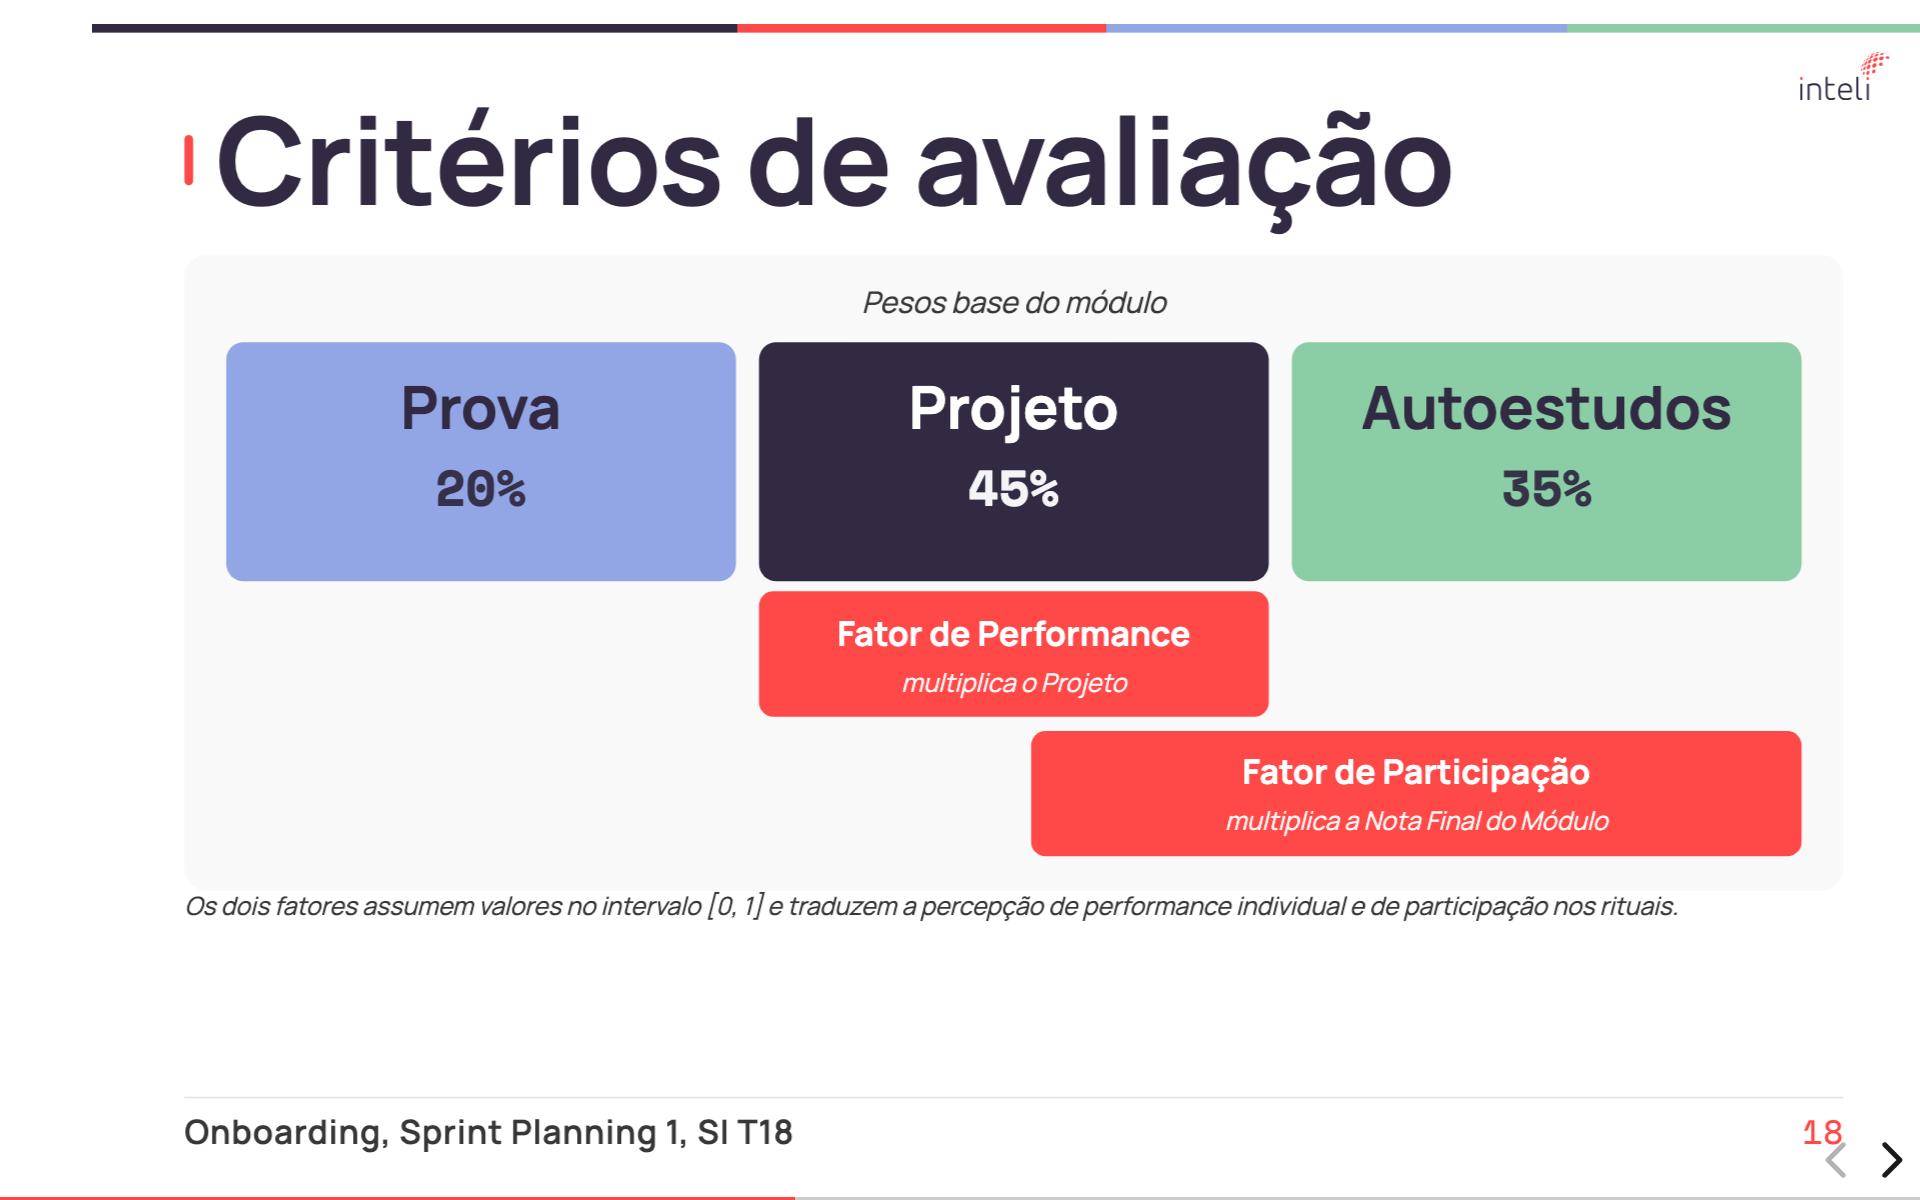 inteli
Critérios de avaliação
Pesos base do módulo
Prova
20%
Projeto
45%
Autoestudos
35%
Fator de Performance
multiplica o Projeto
Fator de Participação
multiplica a Nota Final do Módulo
Os dois fatores assumem valores no intervalo [0, 1] e traduzem a percepção de performance individual e de participação nos rituais.
Onboarding, Sprint Planning 1, SI T18
18